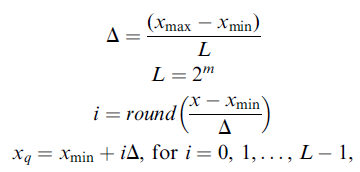 Δ = (x_max − x_min) / L
L = 2^m
i = round((x − x_min) / Δ)
x_q = x_min + iΔ, for i = 0, 1, . . . , L − 1,